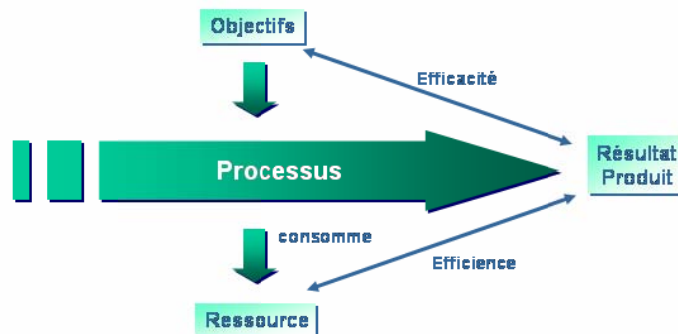 Objectifs
Efficacité
Processus
Résultat
Produit
consomme
Efficience
Ressource